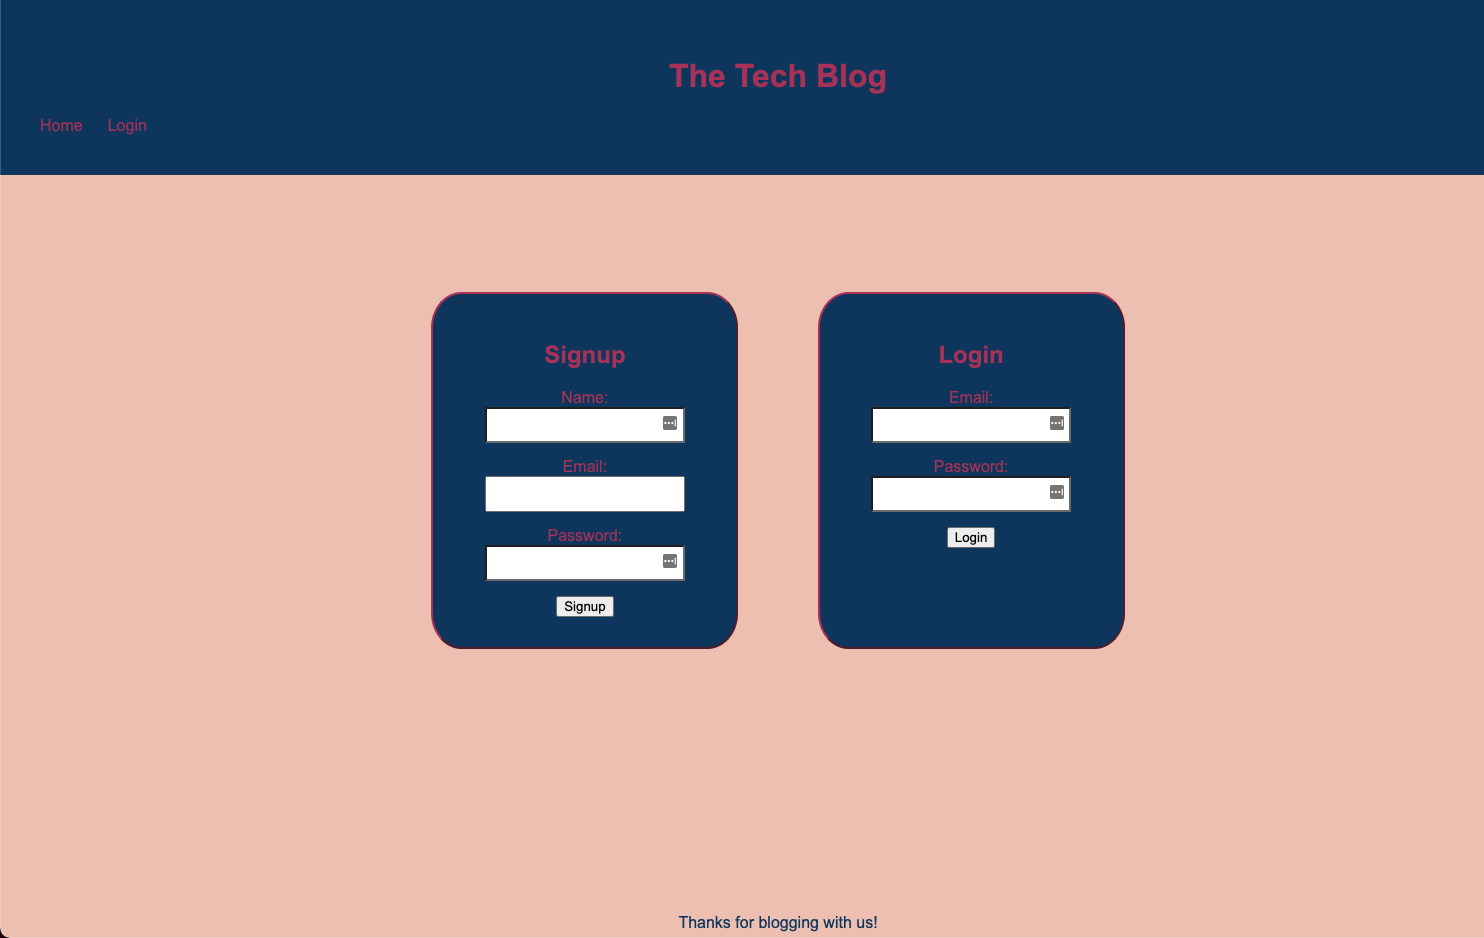 The Tech Blog
Home Login
Signup
Name:
Email:
Password:
Signup
Login
Email:
Password:
Login
Thanks for blogging with us!